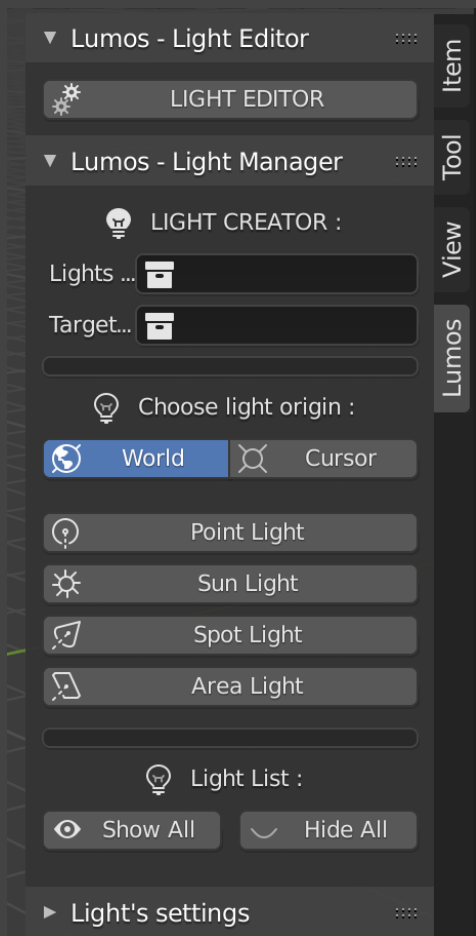 Lumos - Light Editor
LIGHT EDITOR
Lumos - Light Manager
LIGHT CREATOR :
Lights ...
Target...
Choose light origin :
World Cursor
Point Light
Sun Light
Spot Light
Area Light
Light List :
Show All Hide All
Light's settings
Item
Tool
View
Lumos